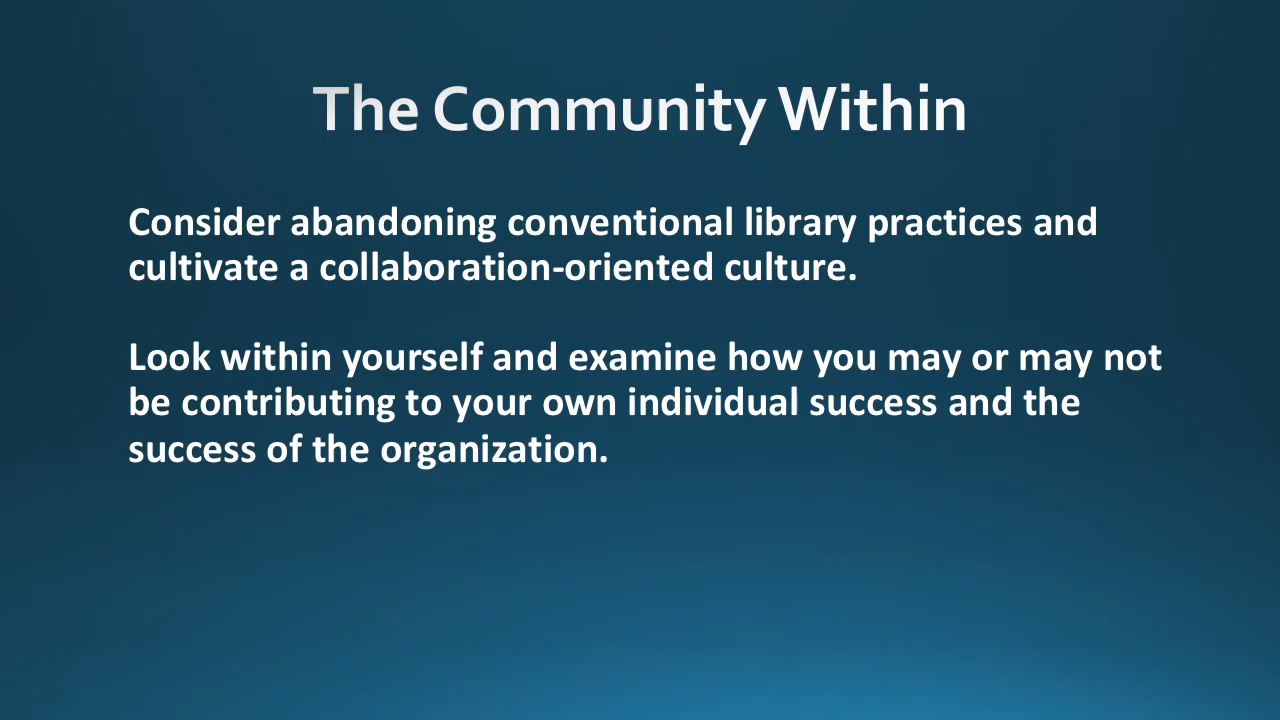 The Community Within
Consider abandoning conventional library practices and
cultivate a collaboration-oriented culture.
Look within yourself and examine how you may or may not
be contributing to your own individual success and the
success of the organization.